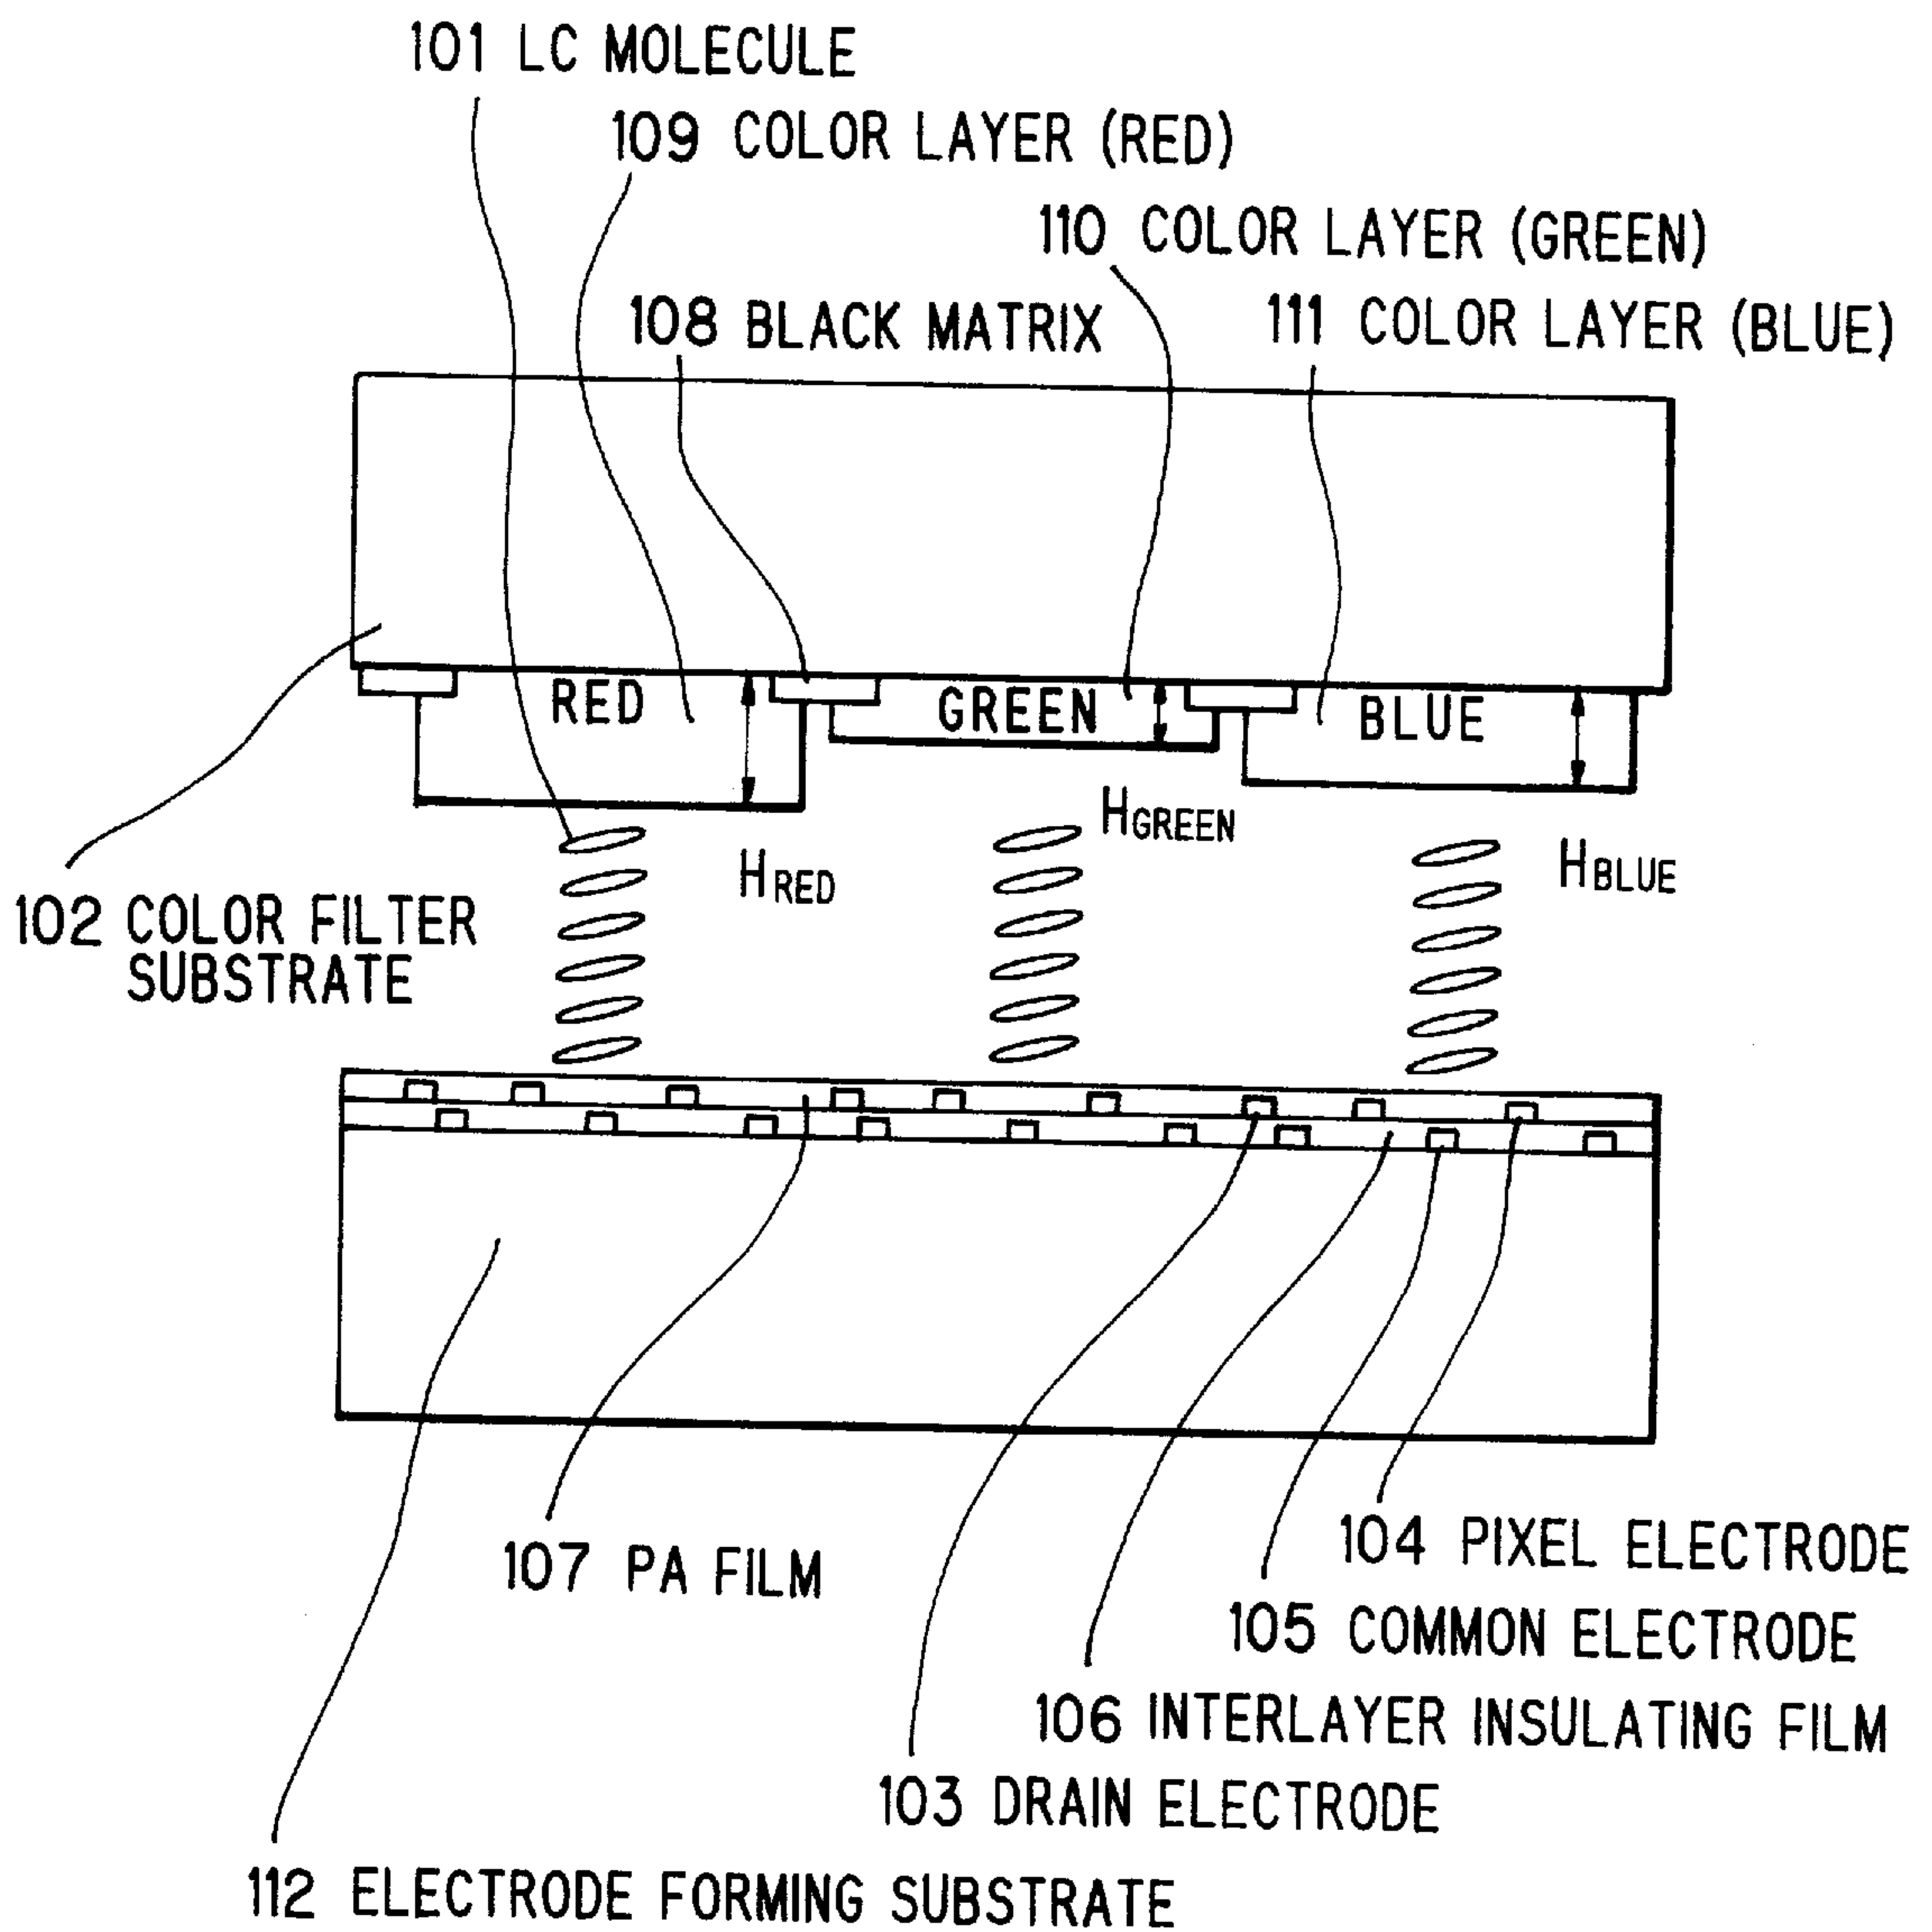 101 LC MOLECULE
109 COLOR LAYER (RED)
110 COLOR LAYER (GREEN)
108 BLACK MATRIX
111 COLOR LAYER (BLUE)
RED
GREEN
BLUE
HGREEN
HRED
HBLUE
102 COLOR FILTER
SUBSTRATE
104 PIXEL ELECTRODE
107 PA FILM
105 COMMON ELECTRODE
106 INTERLAYER INSULATING FILM
103 DRAIN ELECTRODE
112 ELECTRODE FORMING SUBSTRATE